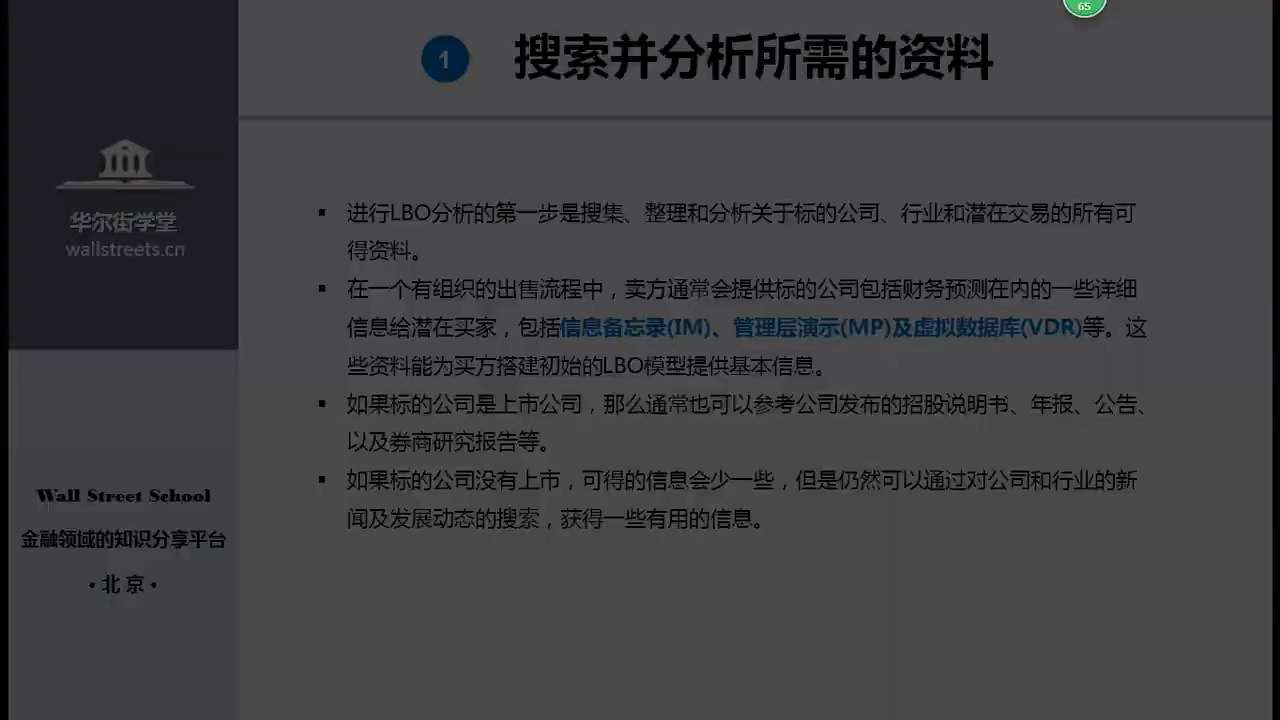 65
1
搜索并分析所需的资料
华尔街学堂
wallstreets.cn
▪ 进行LBO分析的第一步是搜集、整理和分析关于标的公司、行业和潜在交易的所有可
得资料。
▪ 在一个有组织的出售流程中，卖方通常会提供标的公司包括财务预测在内的一些详细
信息给潜在买家，包括信息备忘录(IM)、管理层演示(MP)及虚拟数据库(VDR)等。这
些资料能为买方搭建初始的LBO模型提供基本信息。
▪ 如果标的公司是上市公司，那么通常也可以参考公司发布的招股说明书、年报、公告、
以及券商研究报告等。
▪ 如果标的公司没有上市，可得的信息会少一些，但是仍然可以通过对公司和行业的新
闻及发展动态的搜索，获得一些有用的信息。
Wall Street School
金融领域的知识分享平台
• 北 京 •